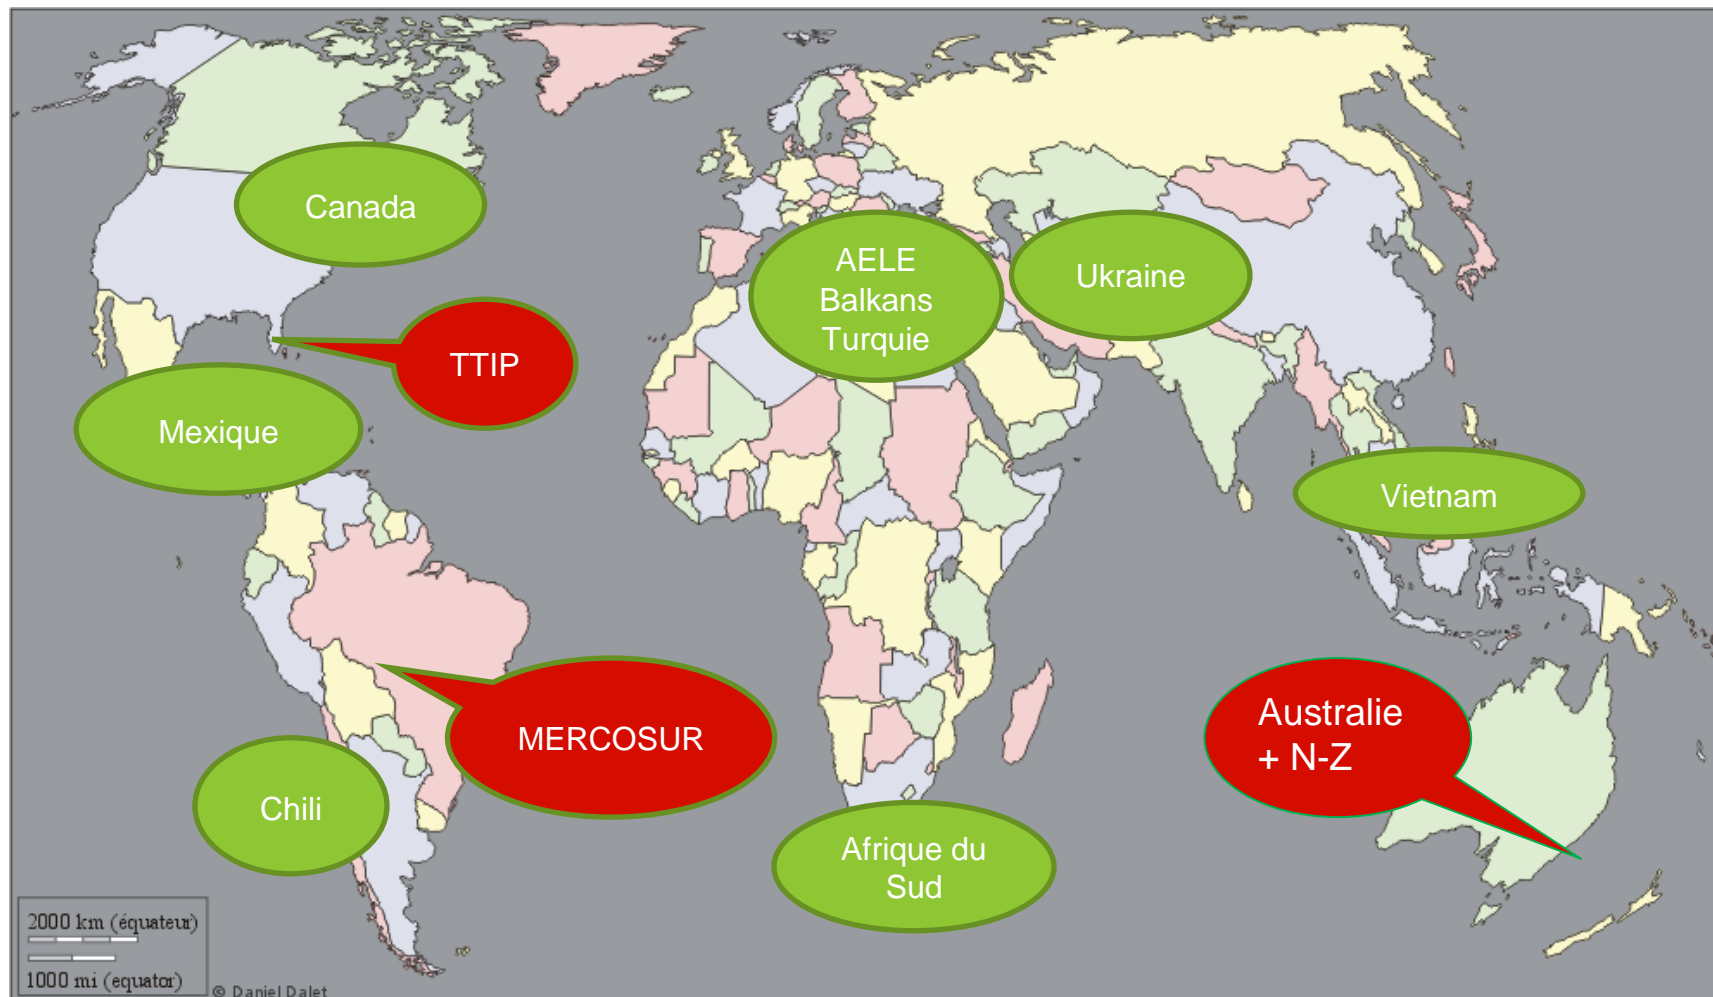 Canada
AELE
Balkans
Turquie
Ukraine
TTIP
Mexique
Vietnam
MERCOSUR
Australie
+ N-Z
Chili
Afrique du
Sud
2000 km (équateur)
1000 mi (equator)
© Daniel Dalet